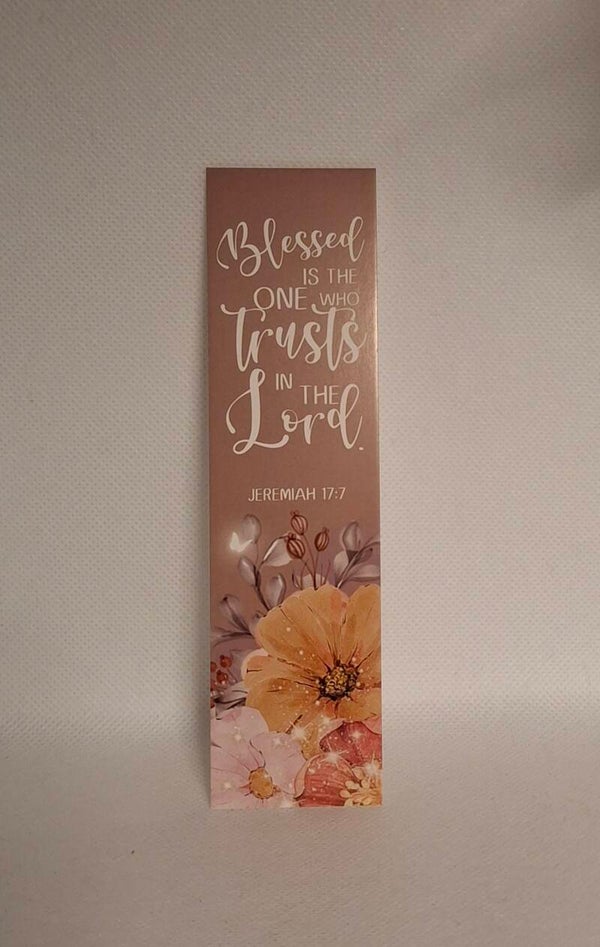 Blessed
IS THE
ONE WHO
trusts
IN THE
Lord.
JEREMIAH 17:7